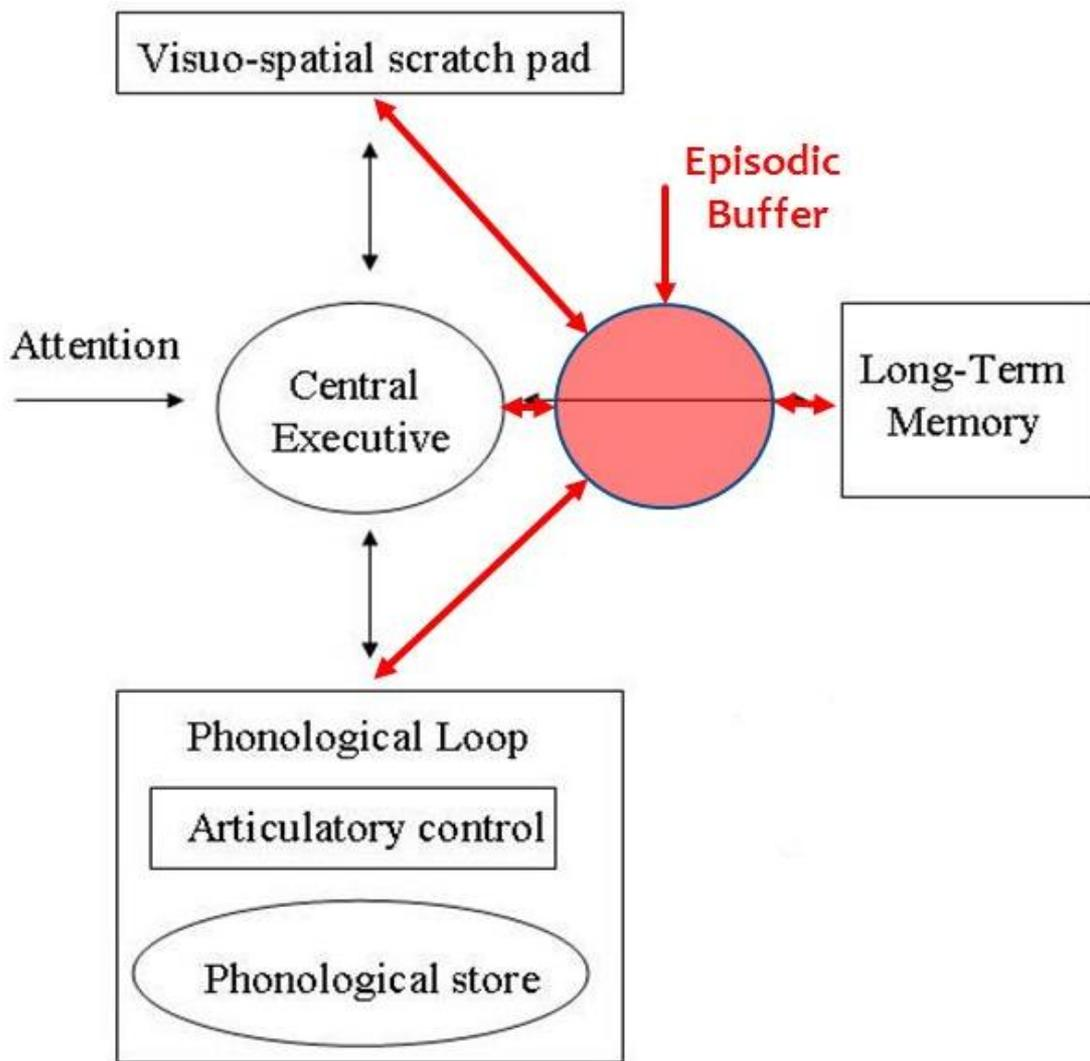 Visuo-spatial scratch pad
Episodic
Buffer
Attention
Central
Executive
Long-Term
Memory
Phonological Loop
Articulatory control
Phonological store